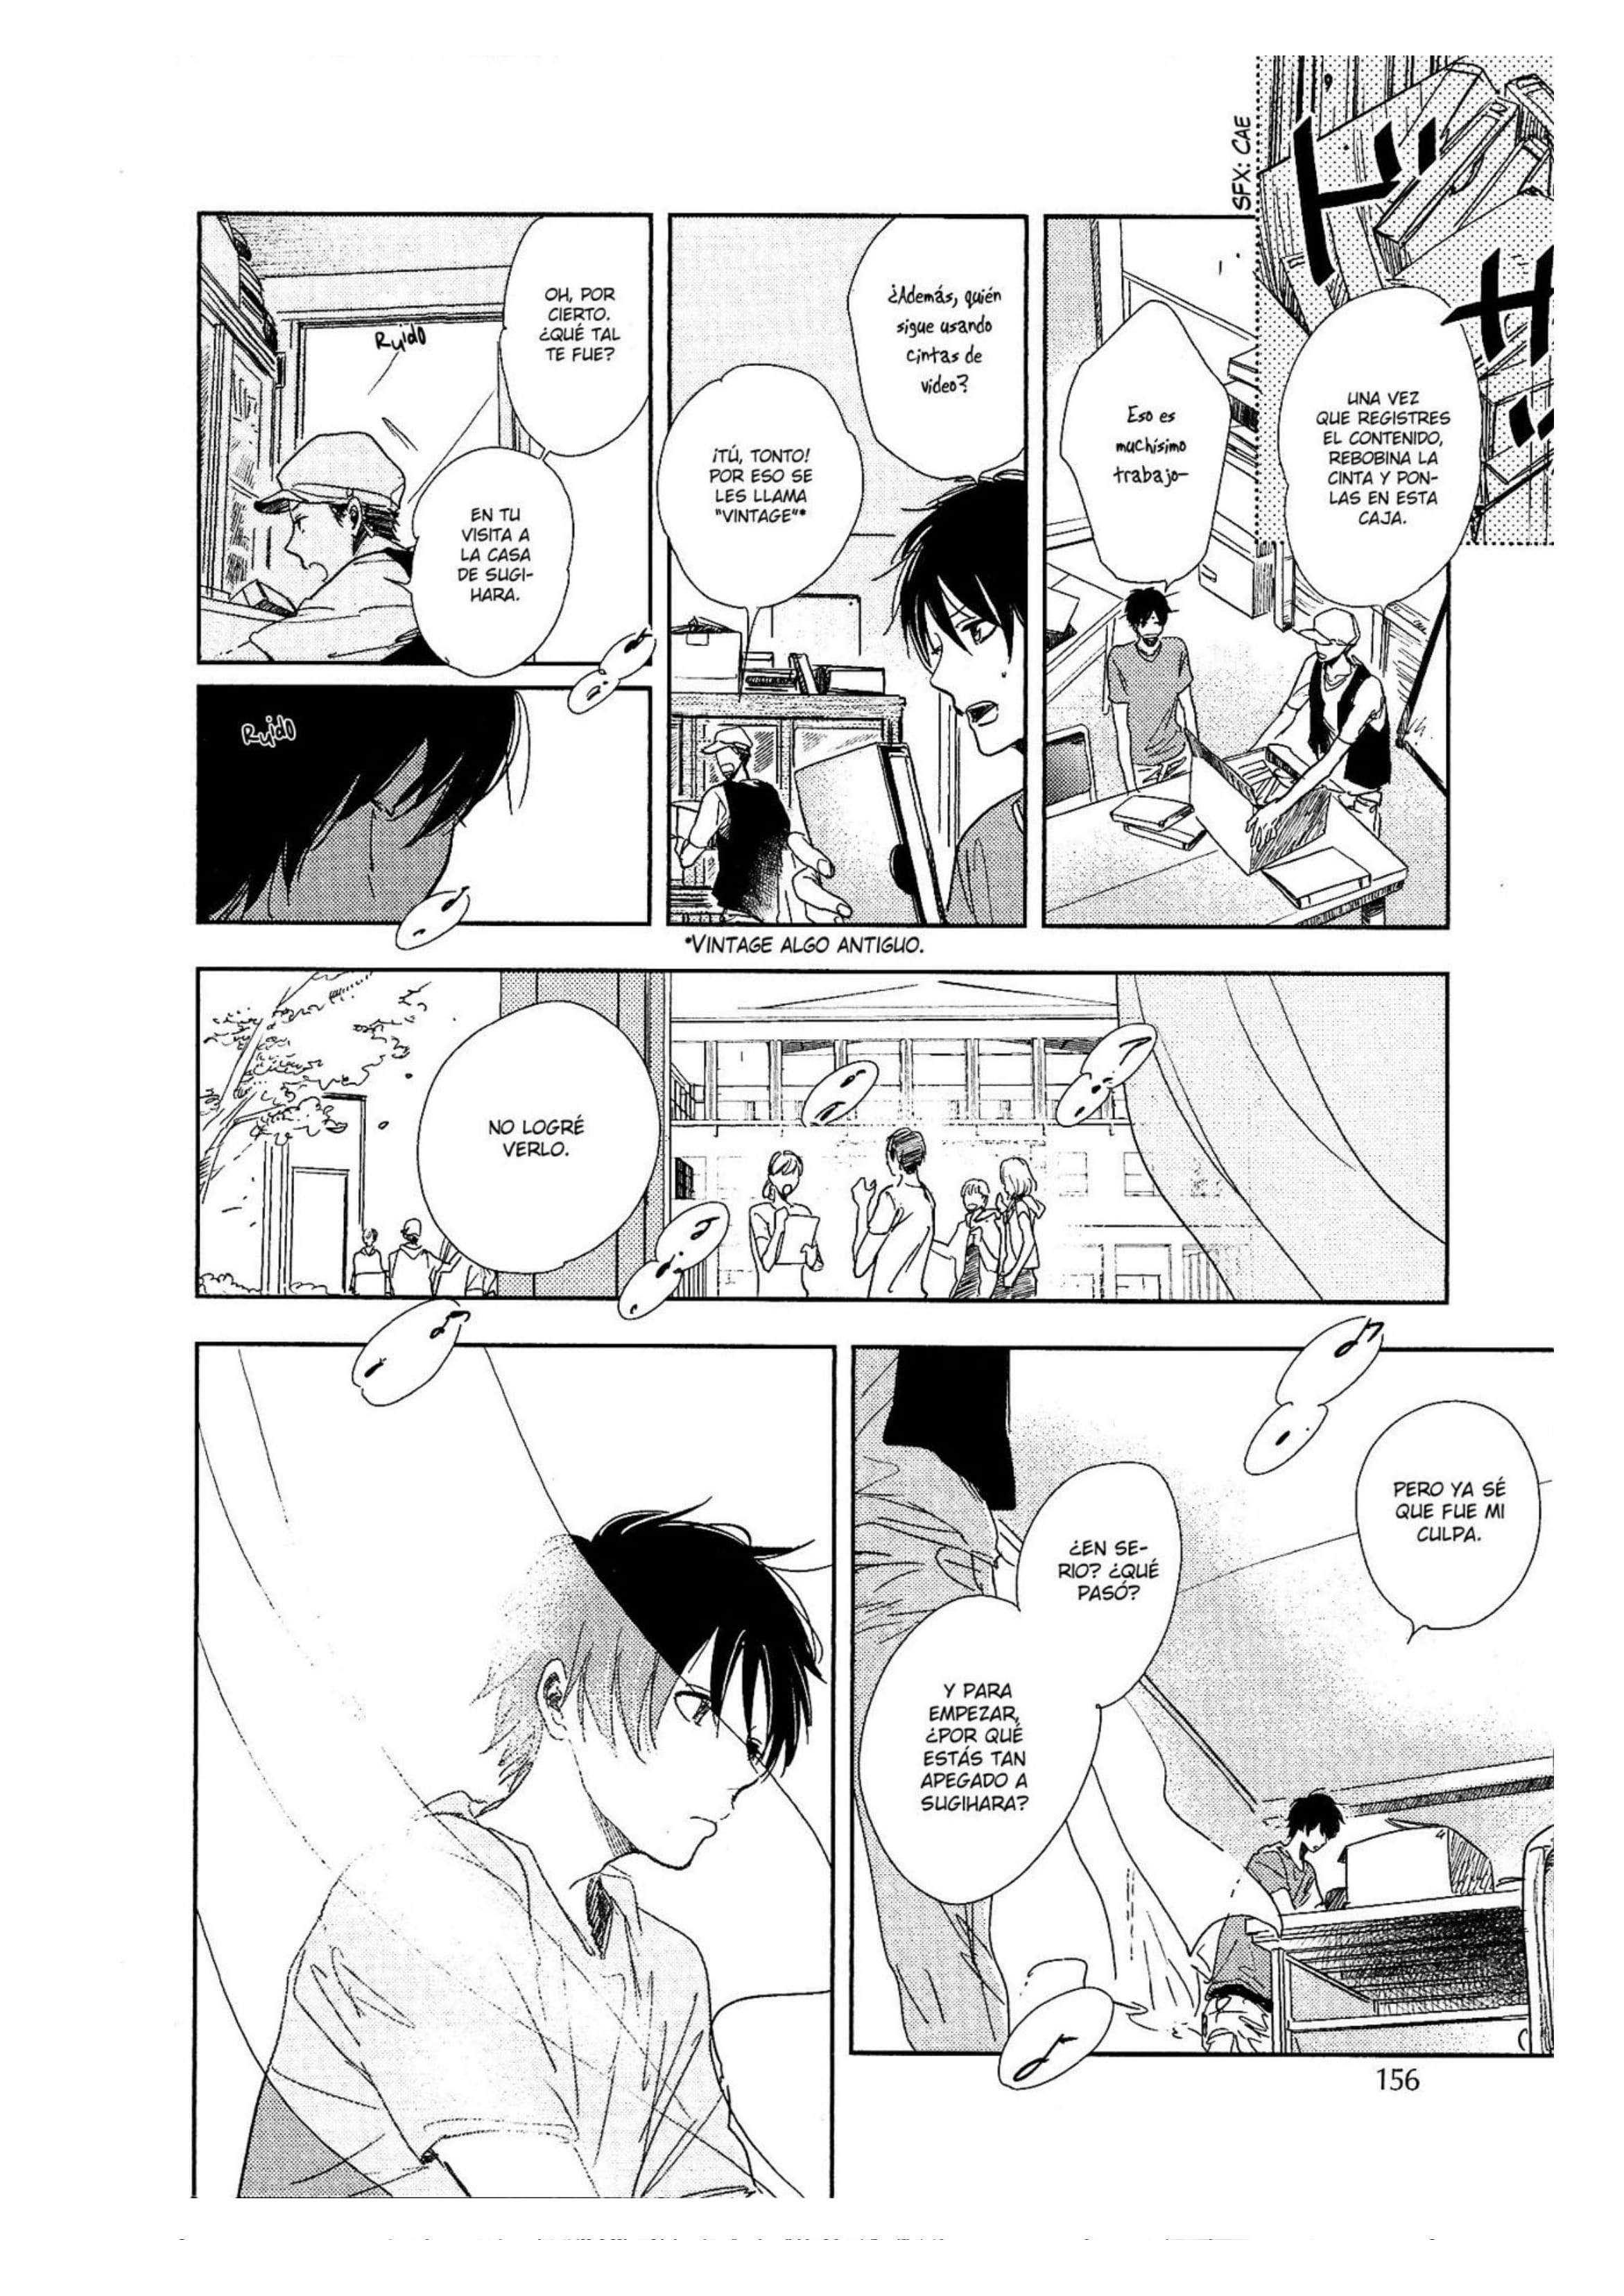 SFX: CAE
ド
サ
ッ
UNA VEZ
QUE REGISTRES
EL CONTENIDO,
REBOBINA LA
CINTA Y PON-
LAS EN ESTA
CAJA.
Eso es
muchísimo
trabajo-
¿Además, quién
sigue usando
cintas de
video?
¡TÚ, TONTO!
POR ESO SE
LES LLAMA
"VINTAGE"*
*VINTAGE ALGO ANTIGUO.
OH, POR
CIERTO.
¿QUÉ TAL
TE FUE?
Ruido
EN TU
VISITA A
LA CASA
DE SUGI-
HARA.
Ruido
NO LOGRÉ
VERLO.
PERO YA SÉ
QUE FUE MI
CULPA.
¿EN SE-
RIO? ¿QUÉ
PASÓ?
Y PARA
EMPEZAR,
¿POR QUÉ
ESTÁS TAN
APEGADO A
SUGIHARA?
156